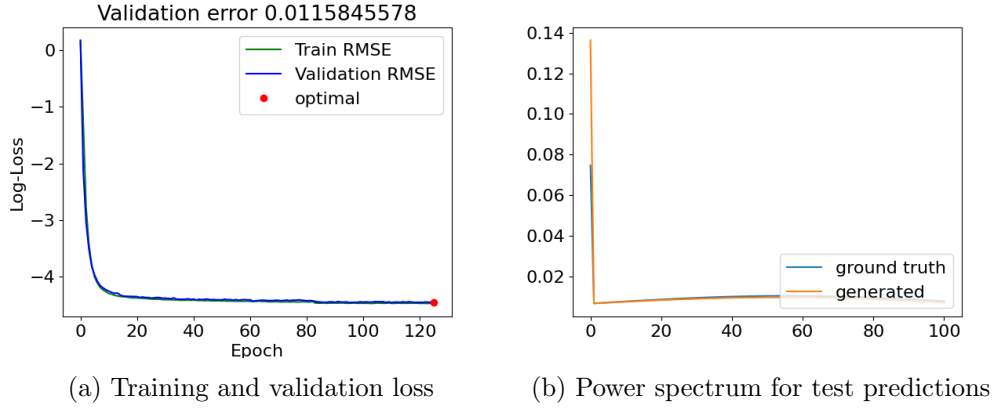 Validation error 0.0115845578
0
−1
−2
−3
−4
Log-Loss
Train RMSE
Validation RMSE
optimal
0 20 40 60 80 100 120
Epoch
(a) Training and validation loss
0.14
0.12
0.10
0.08
0.06
0.04
0.02
ground truth
generated
0 20 40 60 80 100
(b) Power spectrum for test predictions